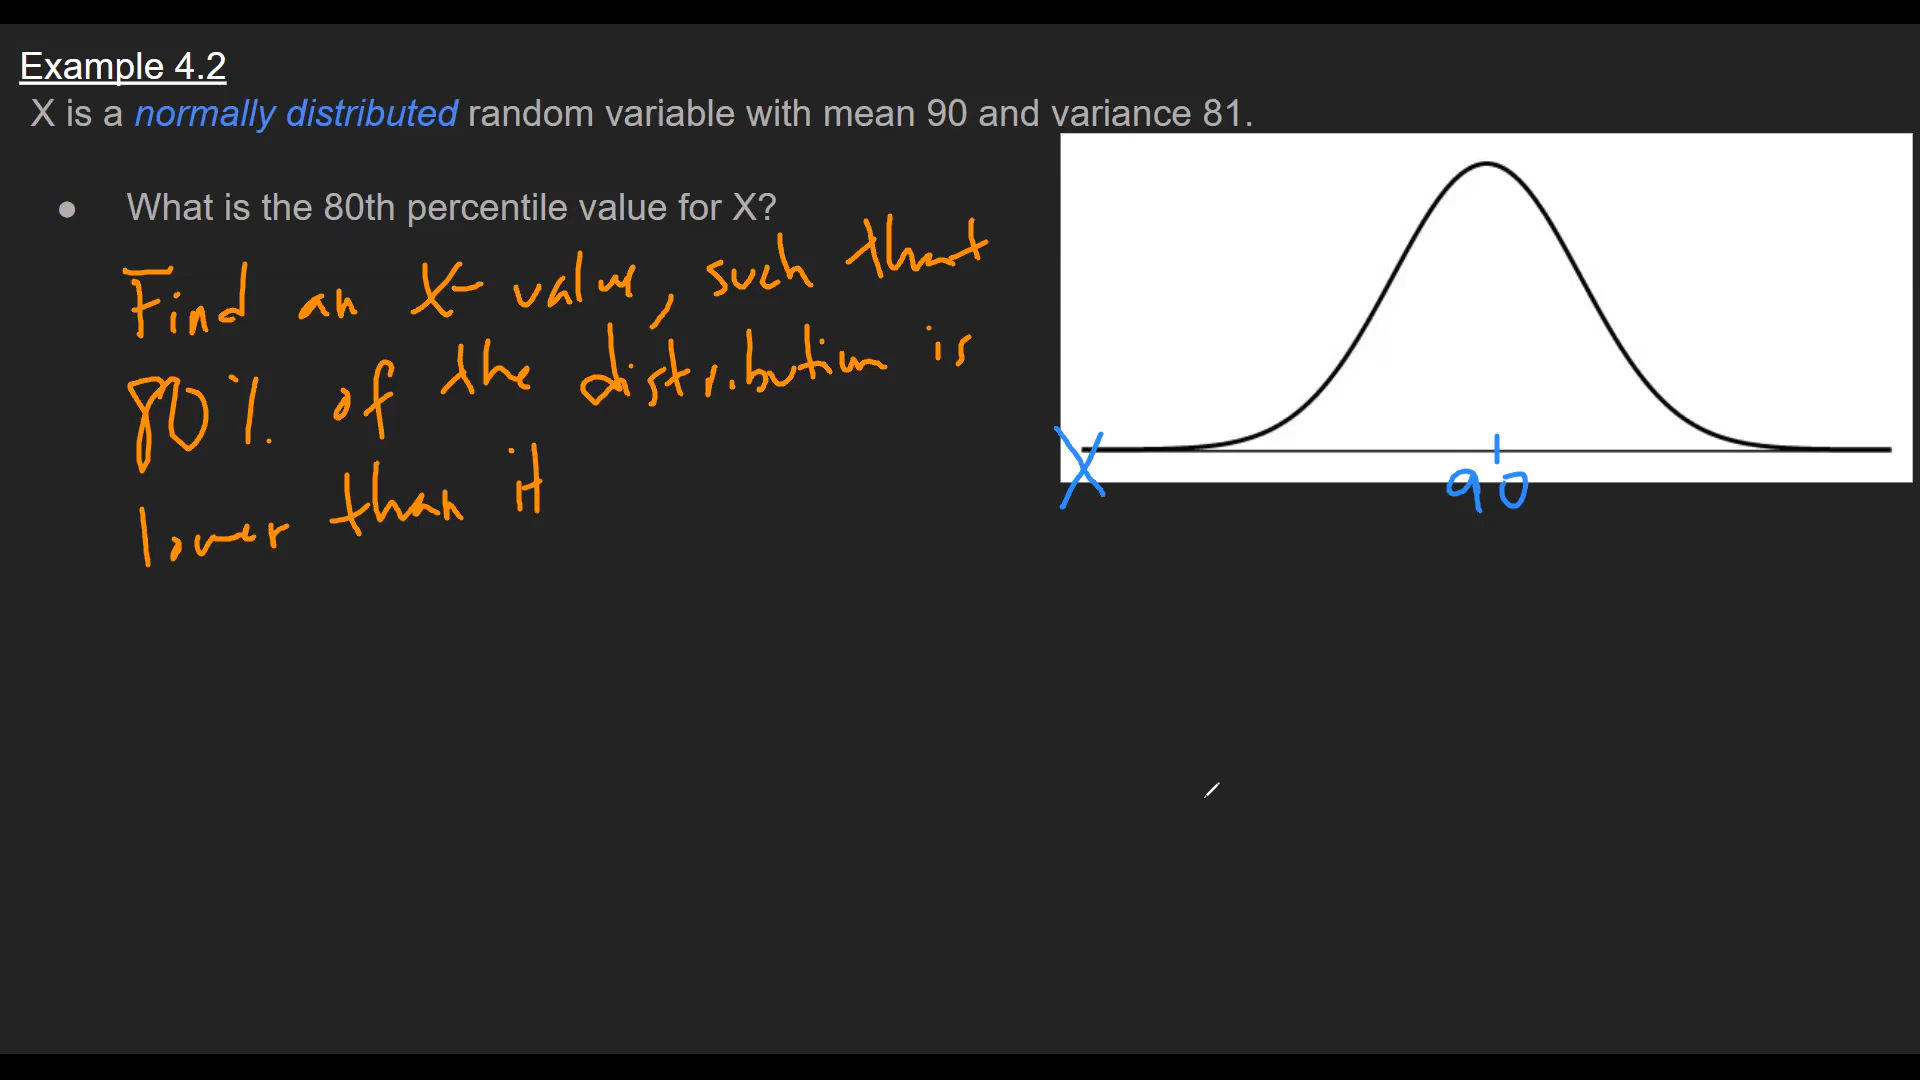 Example 4.2
X is a normally distributed random variable with mean 90 and variance 81.
● What is the 80th percentile value for X?
Find an X-value, such that
80% of the distribution is
lower than it
X
90